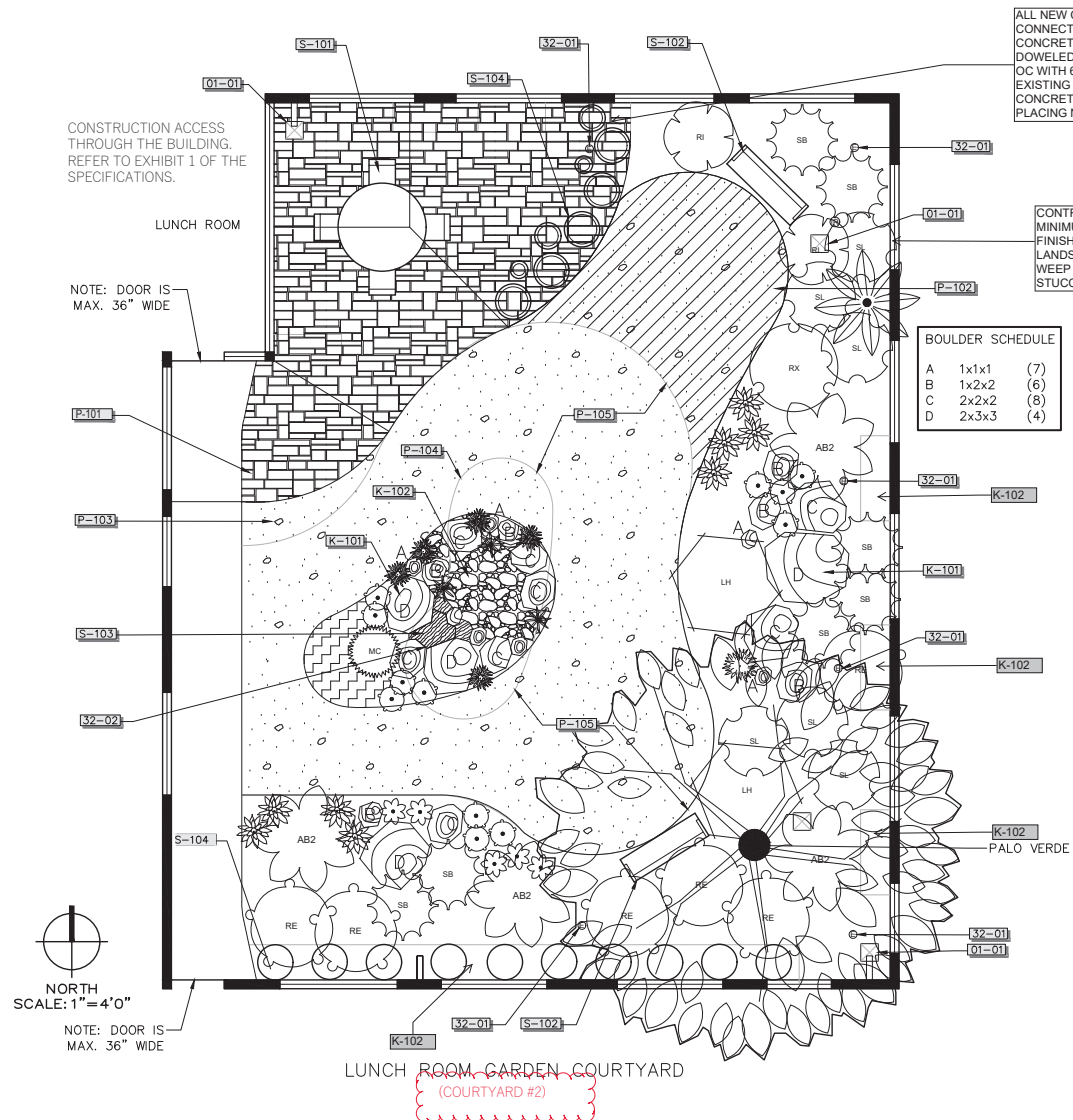 ALL NEW
CONNECT
CONCRET
DOWELED
OC WITH 6
EXISTING
CONCRET
PLACING
S-101
32-01
S-102
01-01
S-104
CONSTRUCTION ACCESS
THROUGH THE BUILDING.
REFER TO EXHIBIT 1 OF THE
SPECIFICATIONS.
RI
SB
32-01
SB
LUNCH ROOM
01-01
CONTR
MINIMU
FINISH
LANDS
WEEP
STUCC
RI
SL
NOTE: DOOR IS
MAX. 36" WIDE
P-102
SL
SL
BOULDER SCHEDULE
A 1x1x1 (7)
B 1x2x2 (6)
C 2x2x2 (8)
D 2x3x3 (4)
RX
P-101
P-105
P-104
AB2
B
32-01
K-102
K-102
C
P-103
A
B
C
C
B
C
K-101
A
A
SB
C
LH
D
K-101
D
SB
S-103
MC
C
SB
32-01
C
D
C
RE
K-102
A
B
32-02
P-105
SL
SL
SL
LH
B
C
K-102
S-104
AB2
PALO VERDE
D
AB2
SB
RE
AB2
SB
RE
RE
RE
RE
32-01
01-01
NORTH
SCALE: 1"=4'0"
NOTE: DOOR IS
MAX. 36" WIDE
32-01
S-102
K-102
LUNCH ROOM GARDEN COURTYARD
(COURTYARD #2)